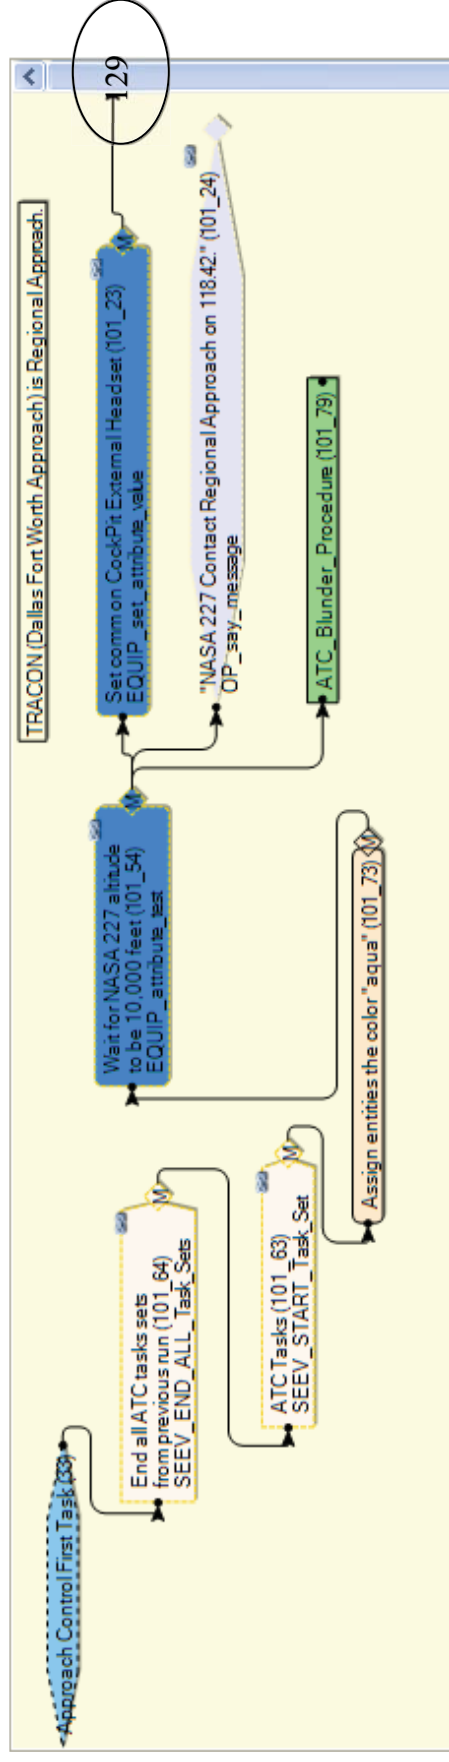 TRACON (Dallas Fort Worth Approach) is Regional Approach.
Approach Control First Task (33)
End all ATC tasks sets
from previous run (101_64)
SEEV_END_ALL_Task_Sets
ATC Tasks (101_63)
SEEV_START_Task_Set
Assign entities the color "aqua" (101_73)
Wait for NASA 227 altitude
to be 10,000 feet (101_54)
EQUIP_attribute_test
Set comm on CockPit External Headset (101_23)
EQUIP_set_attribute_value
"NASA 227 Contact Regional Approach on 118.42." (101_24)
OP_say_message
ATC_Blunder_Procedure (101_79)
M
M
M
M
M
129